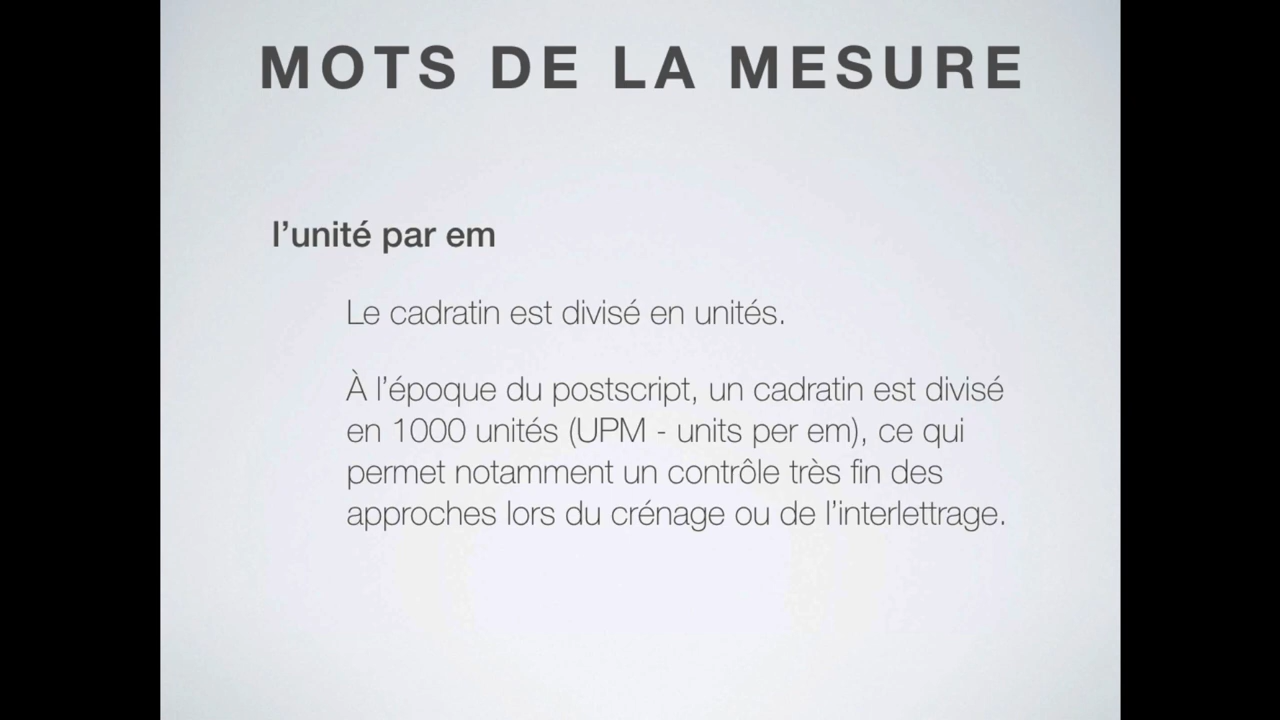 MOTS DE LA MESURE
l’unité par em
Le cadratin est divisé en unités.
À l’époque du postscript, un cadratin est divisé
en 1000 unités (UPM - units per em), ce qui
permet notamment un contrôle très fin des
approches lors du crénage ou de l’interlettrage.